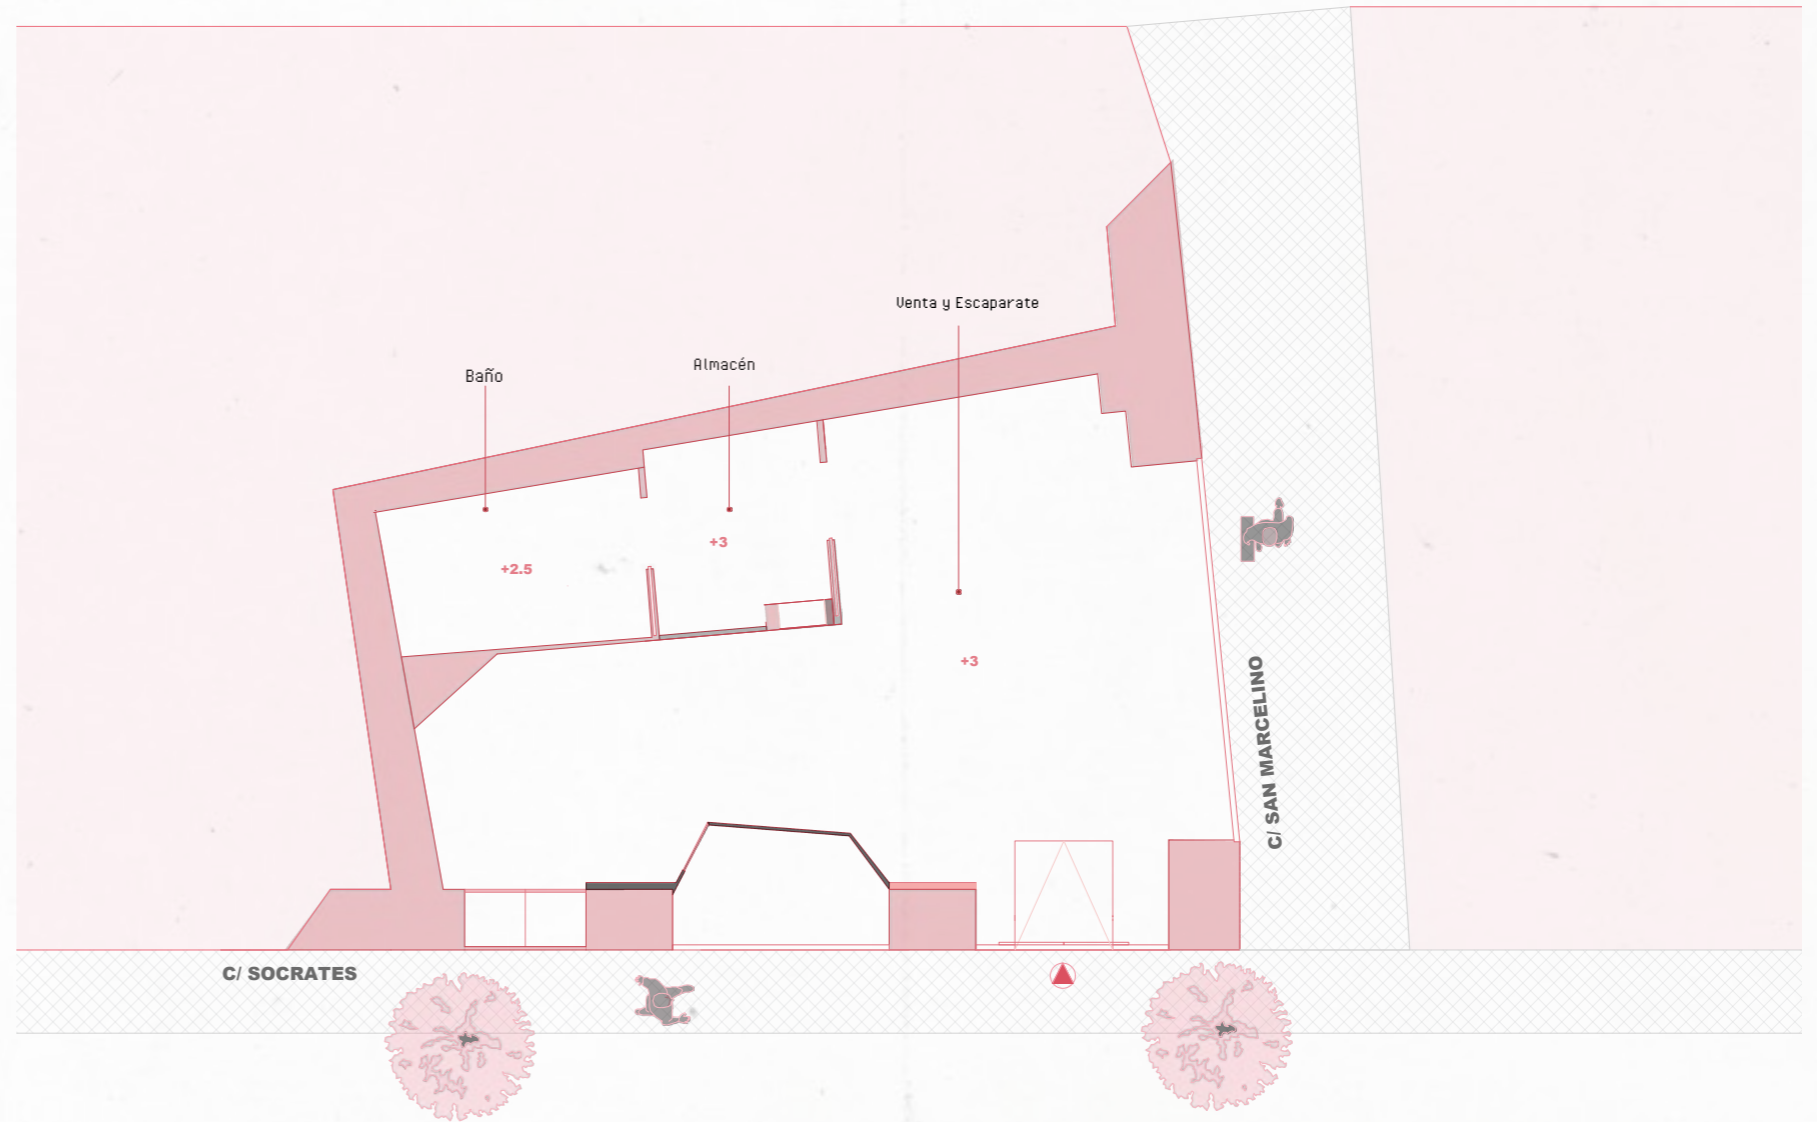 Venta y Escaparate
Almacén
Baño
+3
+2.5
+3
C/ SAN MARCELINO
C/ SOCRATES